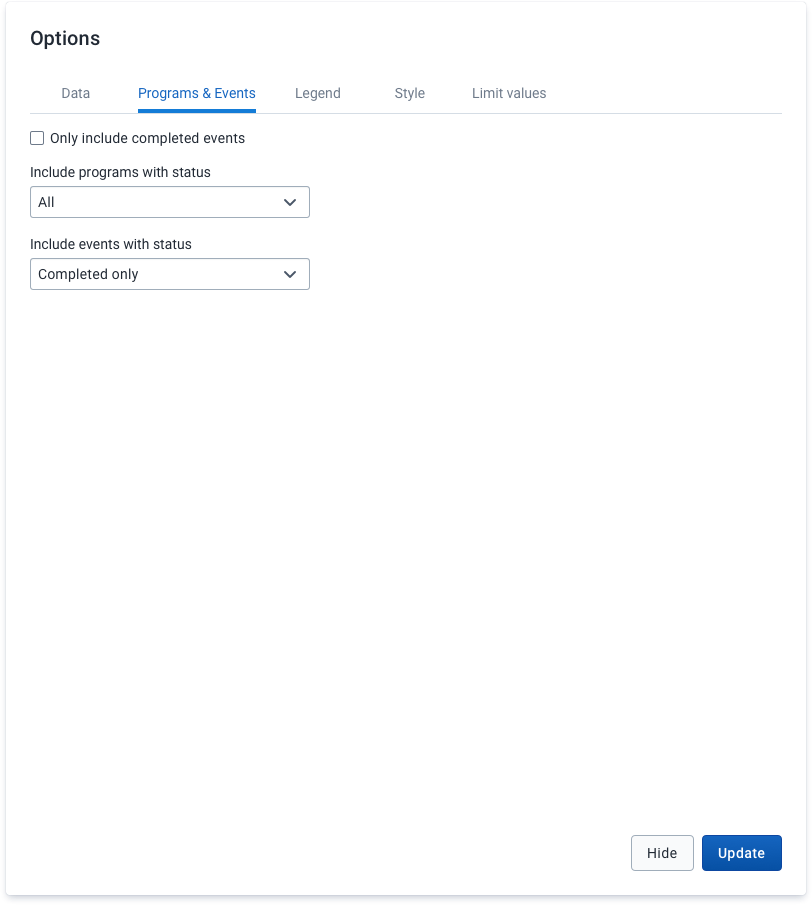 Options
Data Programs & Events Legend Style Limit values
Only include completed events
Include programs with status
All
Include events with status
Completed only
Hide Update